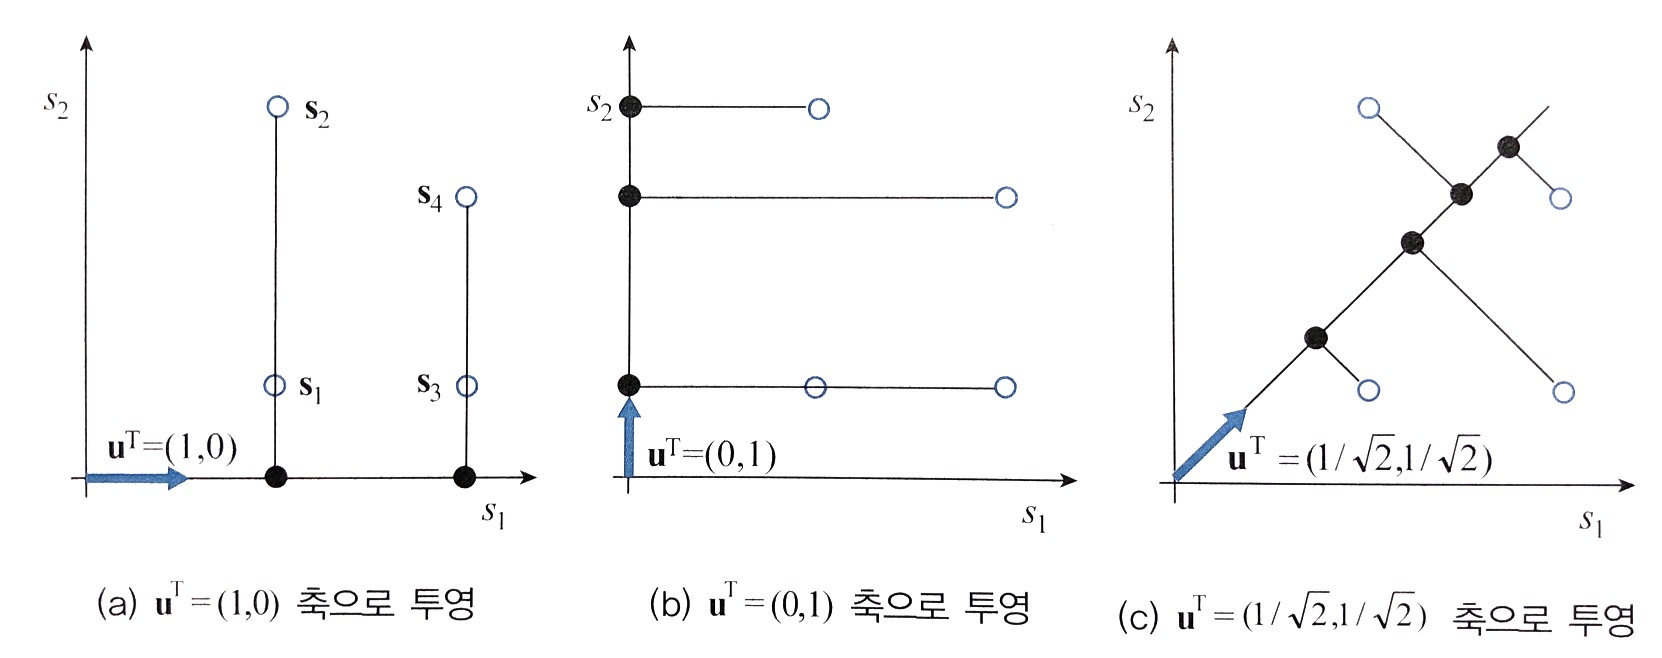 s₂
s₂
s₄
s₁
s₃
uᵀ=(1,0)
s₁
s₂
uᵀ=(0,1)
s₁
s₂
uᵀ =(1/√2,1/√2)
s₁
(a) uᵀ=(1,0) 축으로 투영
(b) uᵀ=(0,1) 축으로 투영
(c) uᵀ=(1/√2,1/√2) 축으로 투영